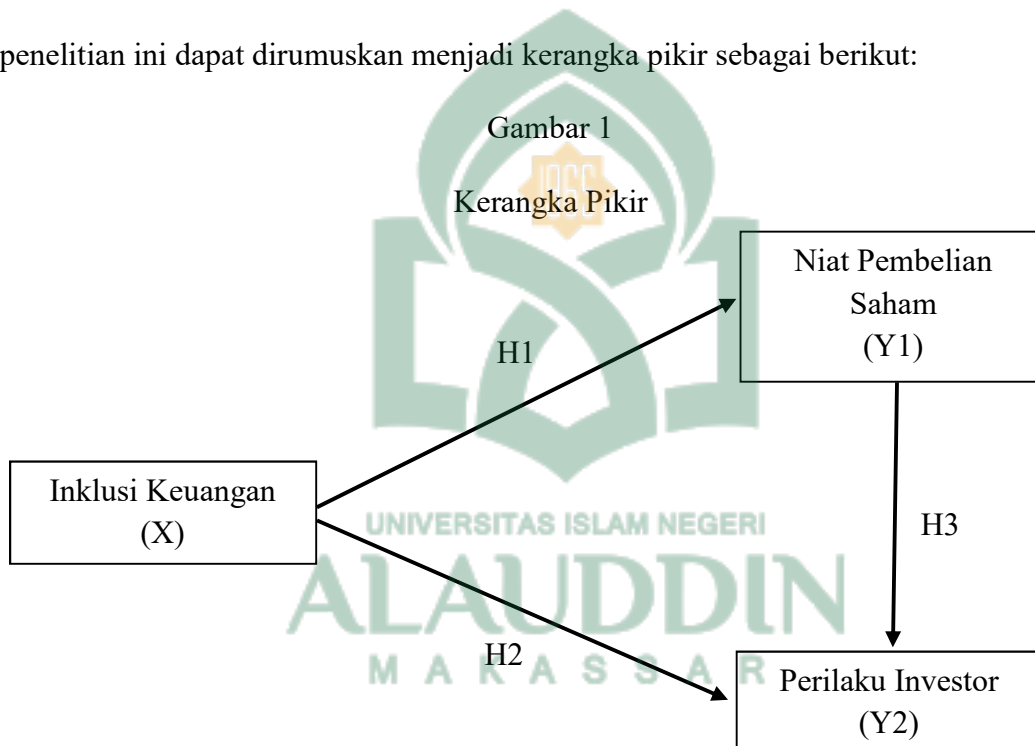 penelitian ini dapat dirumuskan menjadi kerangka pikir sebagai berikut:
Gambar 1
Kerangka Pikir
Niat Pembelian
Saham
(Y1)
H1
Inklusi Keuangan
(X)
UNIVERSITAS ISLAM NEGERI
H3
ALAUDDIN
H2
MAKASSAR
Perilaku Investor
(Y2)